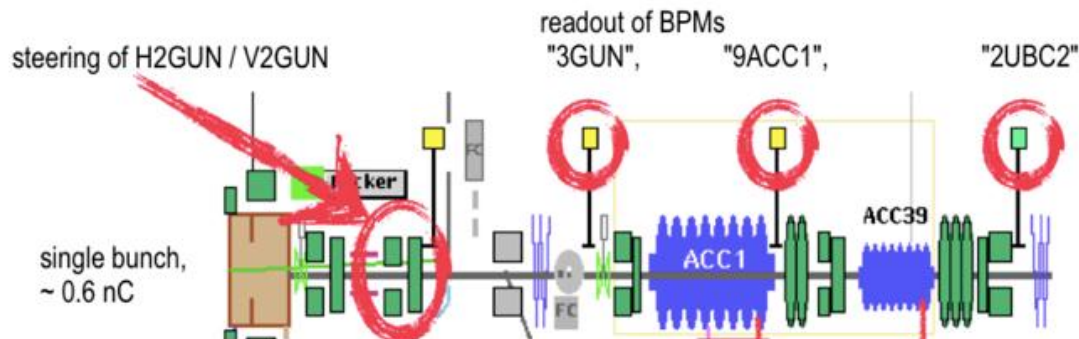 readout of BPMs
steering of H2GUN / V2GUN
"3GUN", "9ACC1", "2UBC2"
FC
single bunch,
~ 0.6 nC
ACC1
ACC39
FC